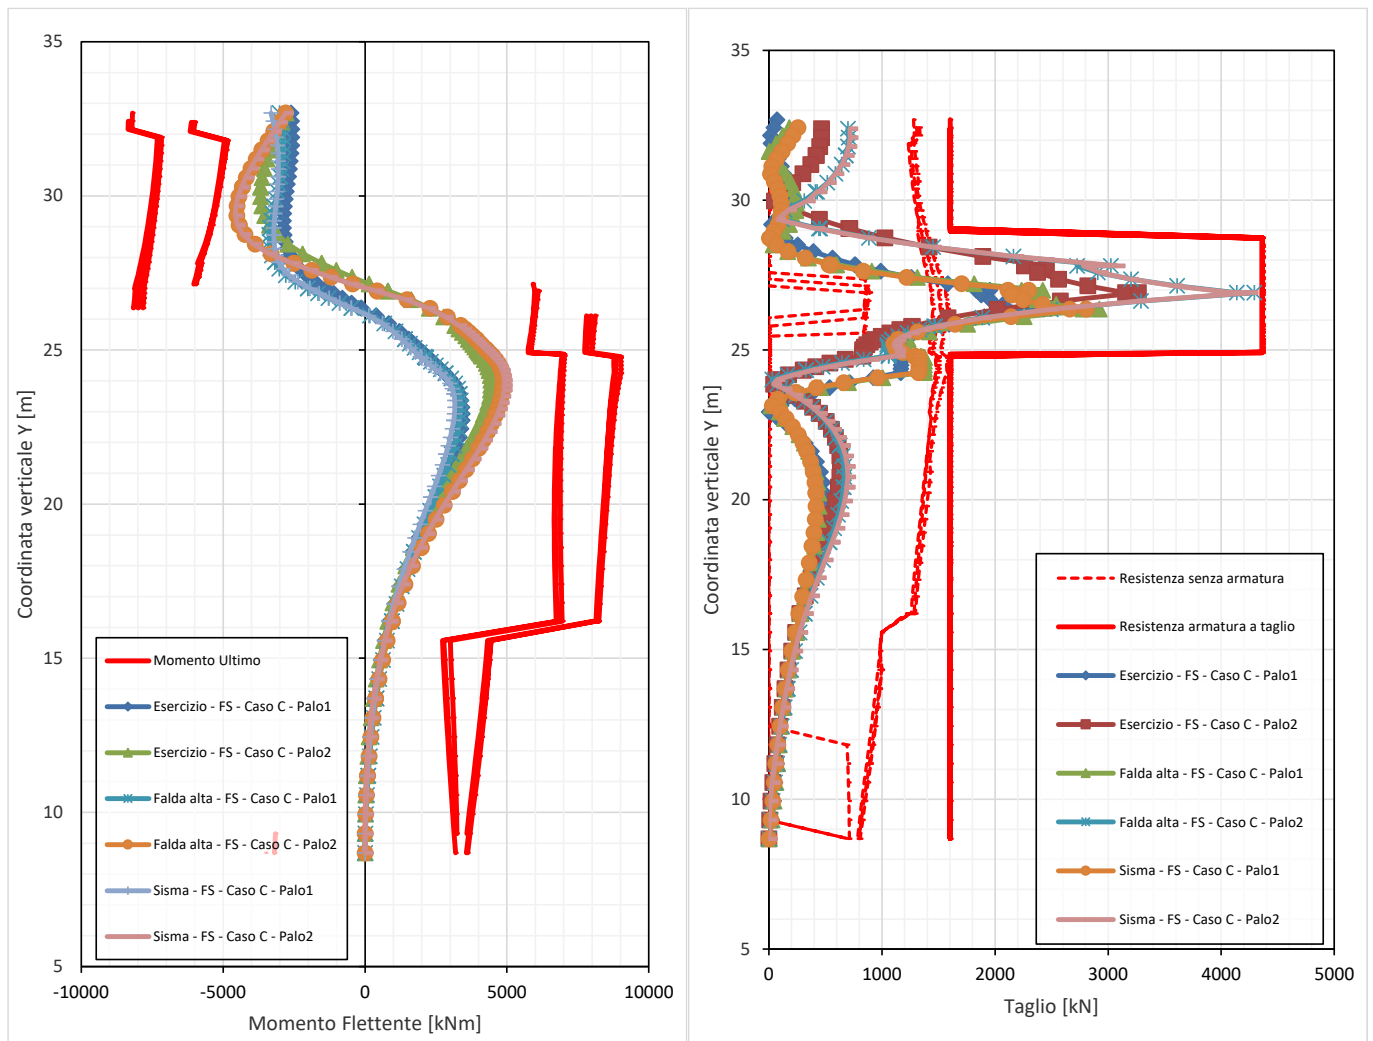 35
30
25
20
15
10
5
-10000
-5000
0
5000
10000
Coordinata verticale Y [m]
Momento Flettente [kNm]
Momento Ultimo
Esercizio - FS - Caso C - Palo1
Esercizio - FS - Caso C - Palo2
Falda alta - FS - Caso C - Palo1
Falda alta - FS - Caso C - Palo2
Sisma - FS - Caso C - Palo1
Sisma - FS - Caso C - Palo2
35
30
25
20
15
10
5
0
1000
2000
3000
4000
5000
Coordinata verticale Y [m]
Taglio [kN]
Resistenza senza armatura
Resistenza armatura a taglio
Esercizio - FS - Caso C - Palo1
Esercizio - FS - Caso C - Palo2
Falda alta - FS - Caso C - Palo1
Falda alta - FS - Caso C - Palo2
Sisma - FS - Caso C - Palo1
Sisma - FS - Caso C - Palo2